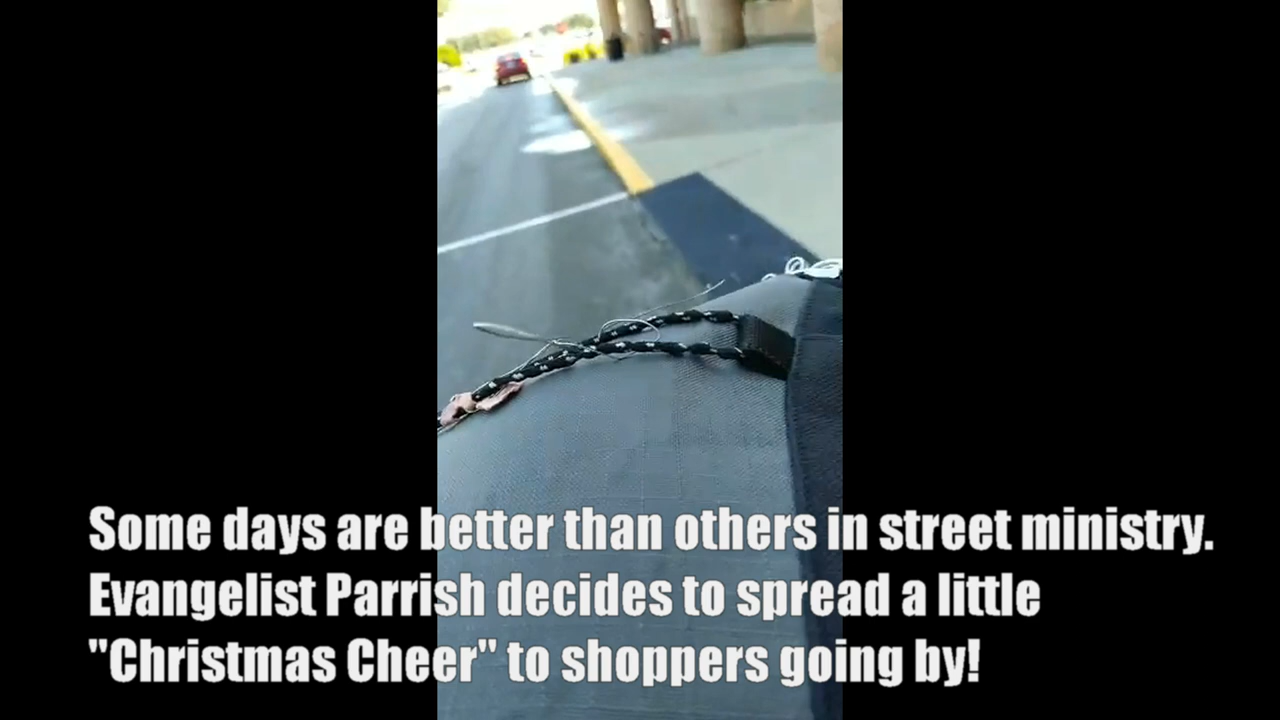 Some days are better than others in street ministry.
Evangelist Parrish decides to spread a little
"Christmas Cheer" to shoppers going by!